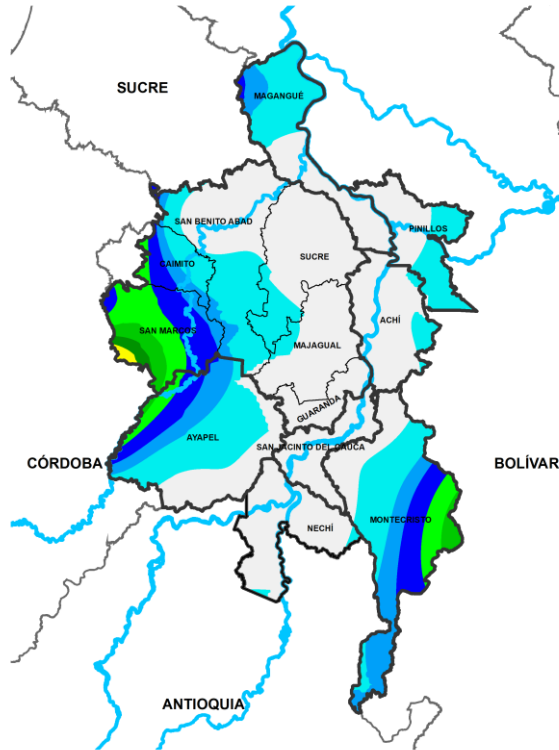 SUCRE
MAGANGUÉ
SAN BENITO ABAD
PINILLOS
CAIMITO
SUCRE
SAN MARCOS
ACHÍ
MAJAGUAL
GUARANDA
AYAPEL
SAN JACINTO DEL CAUCA
CÓRDOBA
BOLÍVAR
MONTECRISTO
NECHÍ
ANTIOQUIA